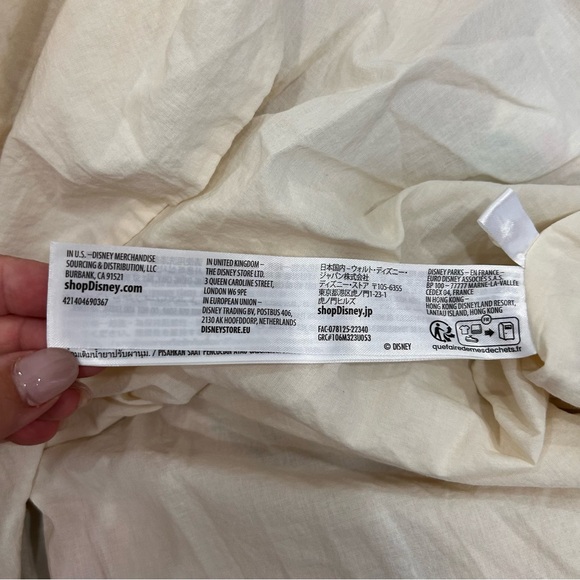 IN U.S. – DISNEY MERCHANDISE
SOURCING & DISTRIBUTION, LLC
BURBANK, CA 91521
shopDisney.com
421404690367
IN UNITED KINGDOM –
THE DISNEY STORE LTD.
3 QUEEN CAROLINE STREET,
LONDON W6 9PE
IN EUROPEAN UNION –
DISNEY TRADING BV, POSTBUS 406,
2130 AK HOOFDDORP, NETHERLANDS
DISNEYSTORE.EU
日本国内 – ウォルト・ディズニー・
ジャパン株式会社
ディズニー・ストア 〒105-6355
東京都港区虎ノ門1-23-1
虎ノ門ヒルズ
shopDisney.jp
FAC-078125-22340
GRC#106M323U053
© DISNEY
DISNEY PARKS – EN FRANCE –
EURO DISNEY ASSOCIÉS S.A.S.
BP 100 – 77777 MARNE-LA-VALLÉE
CEDEX 04, FRANCE
IN HONG KONG –
HONG KONG DISNEYLAND RESORT,
LANTAU ISLAND, HONG KONG
FR
quefairedemesdechets.fr
/ PISAHKAN SAAT